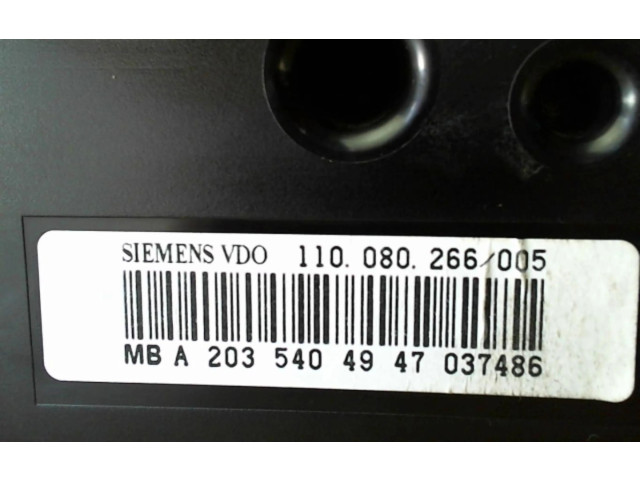 SIEMENS VDO 110.080.266/005
MB A 203 540 49 47 037486